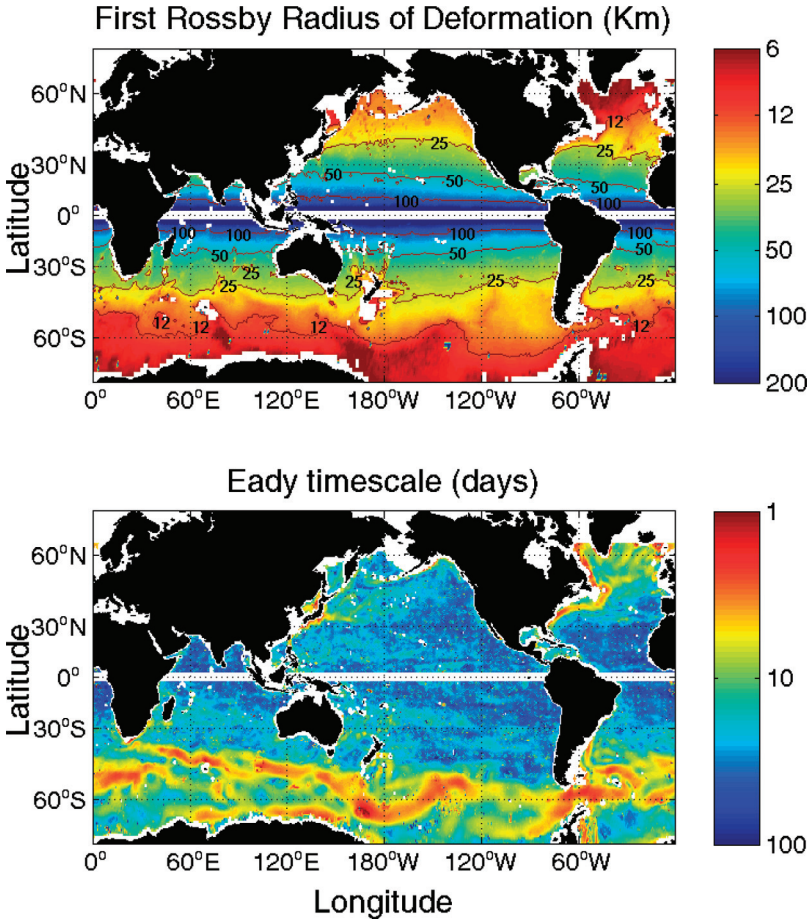 First Rossby Radius of Deformation (Km)
60°N
30°N
0°
30°S
60°S
Latitude
12
25
12
25
50
50
100
100
100
100
100
50
50
50
25
25
25
25
25
12
12
12
12
0°
60°E
120°E
180°W
120°W
60°W
6
12
25
50
100
200
Eady timescale (days)
60°N
30°N
0°
30°S
60°S
Latitude
0°
60°E
120°E
180°W
120°W
60°W
Longitude
1
10
100